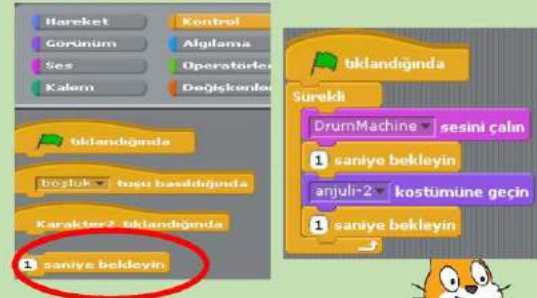 Hareket
Kontrol
Görünüm
Algılama
Ses
Operatörler
Kalem
Değişkenler
tıklandığında
boşluk tuşu basıldığında
Karakter2 tıklandığında
1 saniye bekleyin
tıklandığında
Sürekli
DrumMachine sesini çalın
1 saniye bekleyin
anjuli-2 kostümüne geçin
1 saniye bekleyin